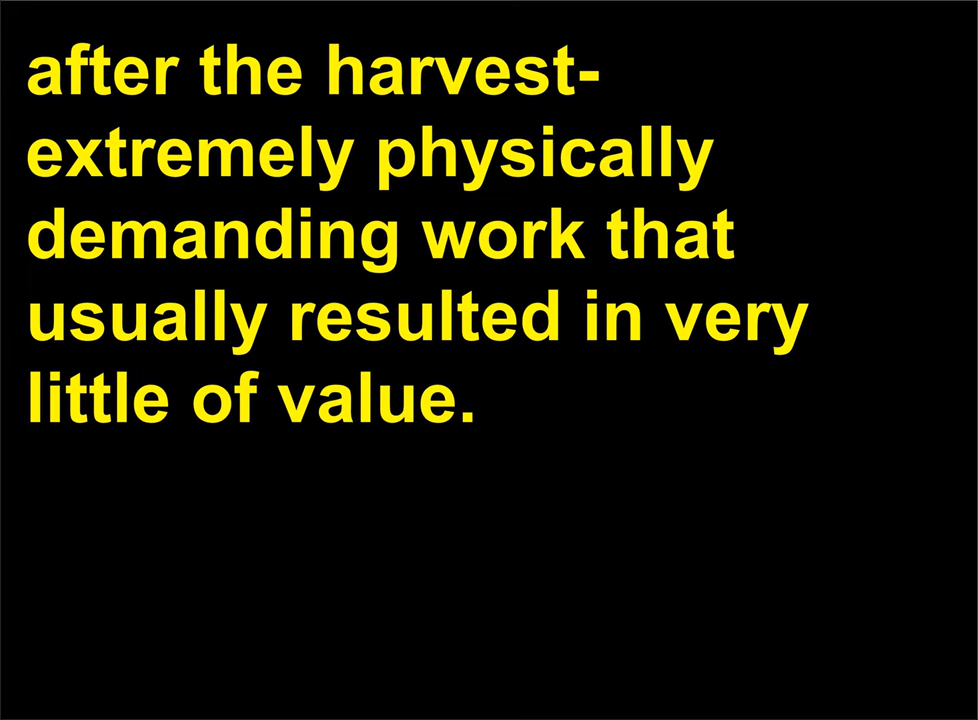 after the harvest-
extremely physically
demanding work that
usually resulted in very
little of value.